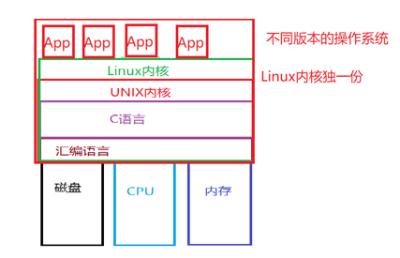 App App App App
不同版本的操作系统
Linux内核
Linux内核独一份
UNIX内核
C语言
汇编语言
磁盘 CPU 内存